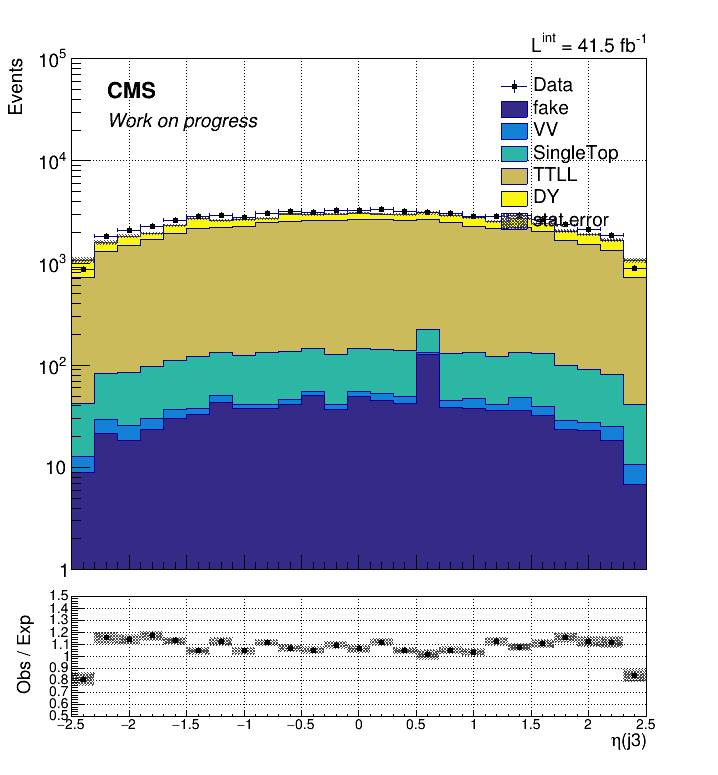 L^int = 41.5 fb^-1
Events
CMS
Work on progress
Data
fake
VV
SingleTop
TTLL
DY
stat.error
10^5
10^4
10^3
10^2
10
1
Obs / Exp
1.5
1.4
1.3
1.2
1.1
1
0.9
0.8
0.7
0.6
0.5
−2.5 −2 −1.5 −1 −0.5 0 0.5 1 1.5 2 2.5
η(j3)